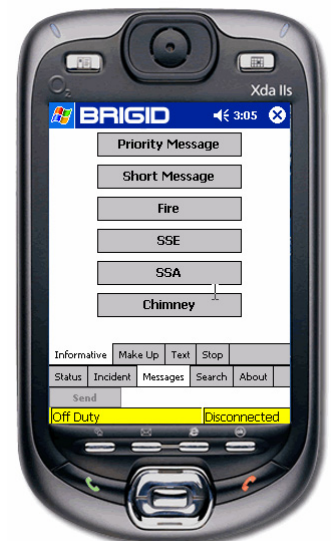 O2
Xda IIs
BRIGID 3:05
Priority Message
Short Message
Fire
SSE
SSA
Chimney
Informative Make Up Text Stop
Status Incident Messages Search About
Send
Off Duty Disconnected